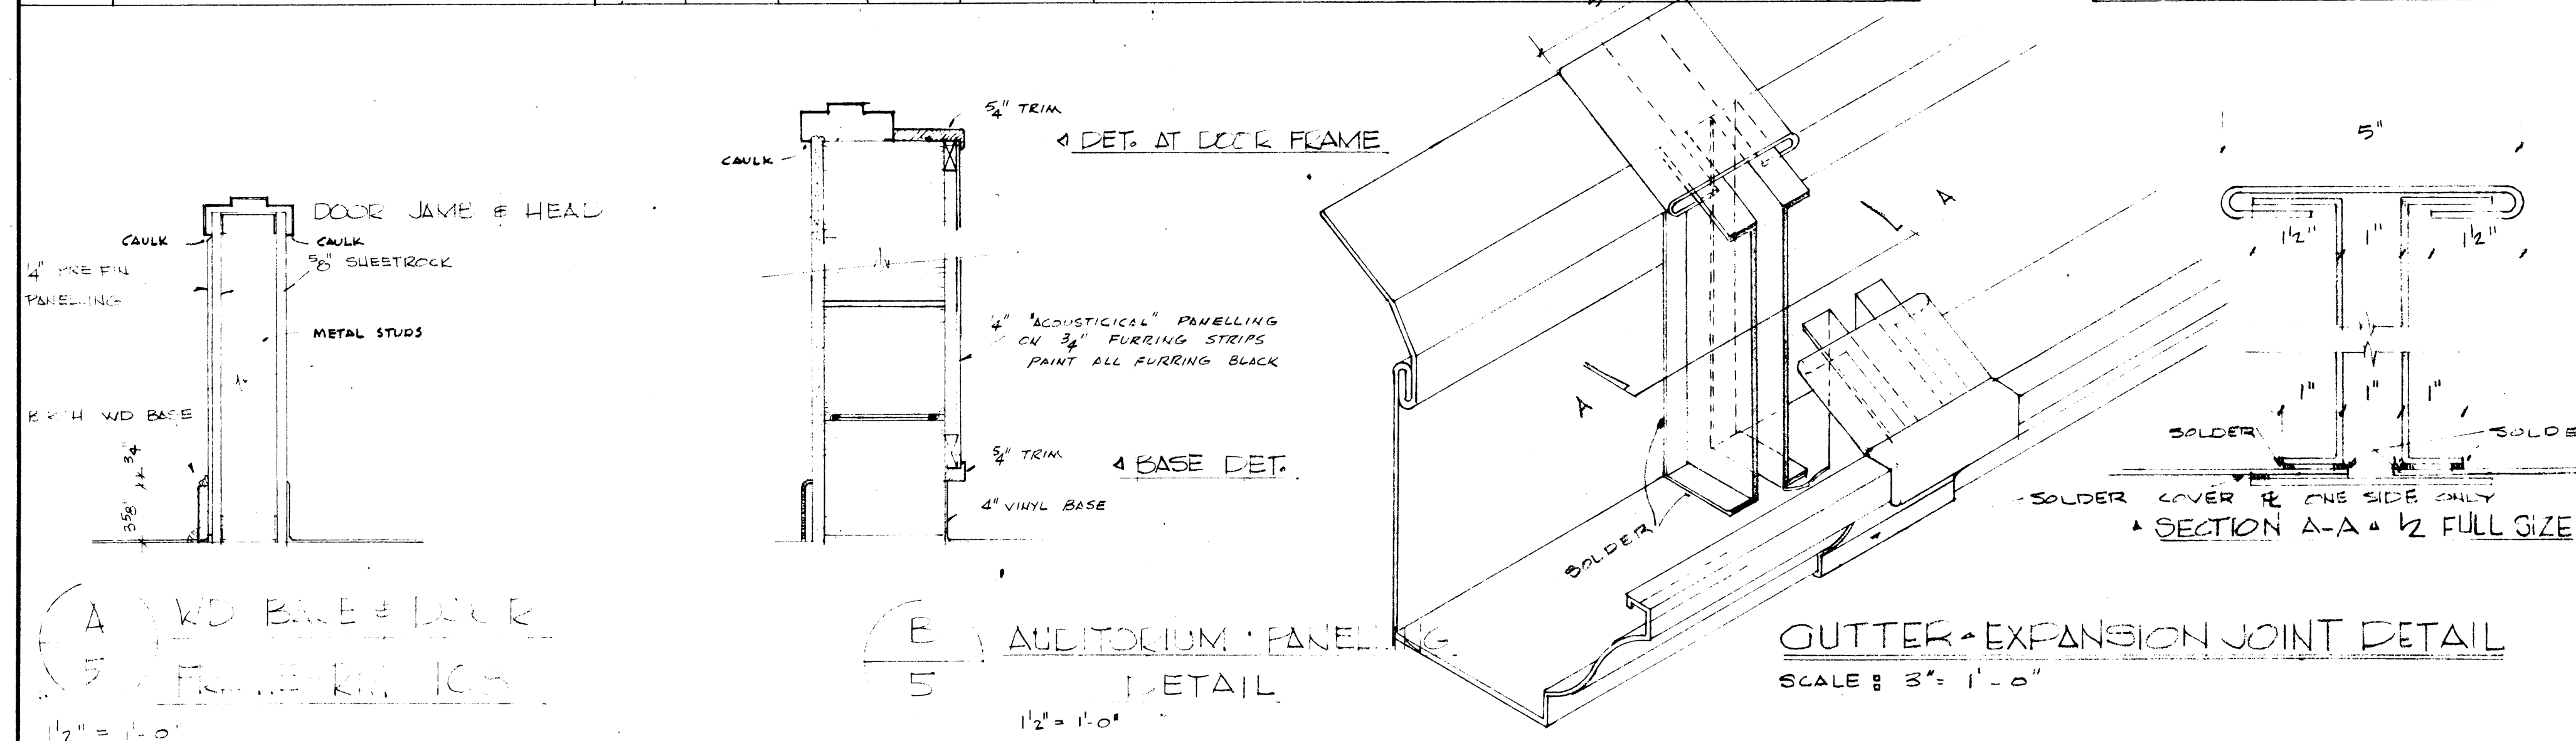 DOOR JAMB & HEAD
CAULK
CAULK
5/8" SHEETROCK
1/4" PRE FIN
PANELLING
METAL STUDS
WD BASE
3/4"
3 5/8"
A
5
WD BASE & DOOR
1 1/2" = 1'-0"
5/4" TRIM
DET. AT DOOR FRAME
CAULK
1/4" "ACOUSTICICAL" PANELLING
ON 3/4" FURRING STRIPS
PAINT ALL FURRING BLACK
5/4" TRIM
BASE DET.
4" VINYL BASE
B
5
AUDITORIUM PANELLING
DETAIL
1 1/2" = 1'-0"
A
A
SOLDER
GUTTER EXPANSION JOINT DETAIL
SCALE: 3" = 1'-0"
5"
1 1/2" 1" 1 1/2"
1" 1" 1"
SOLDER
SOLDE
SOLDER COVER PL ONE SIDE ONLY
SECTION A-A 1/2 FULL SIZE